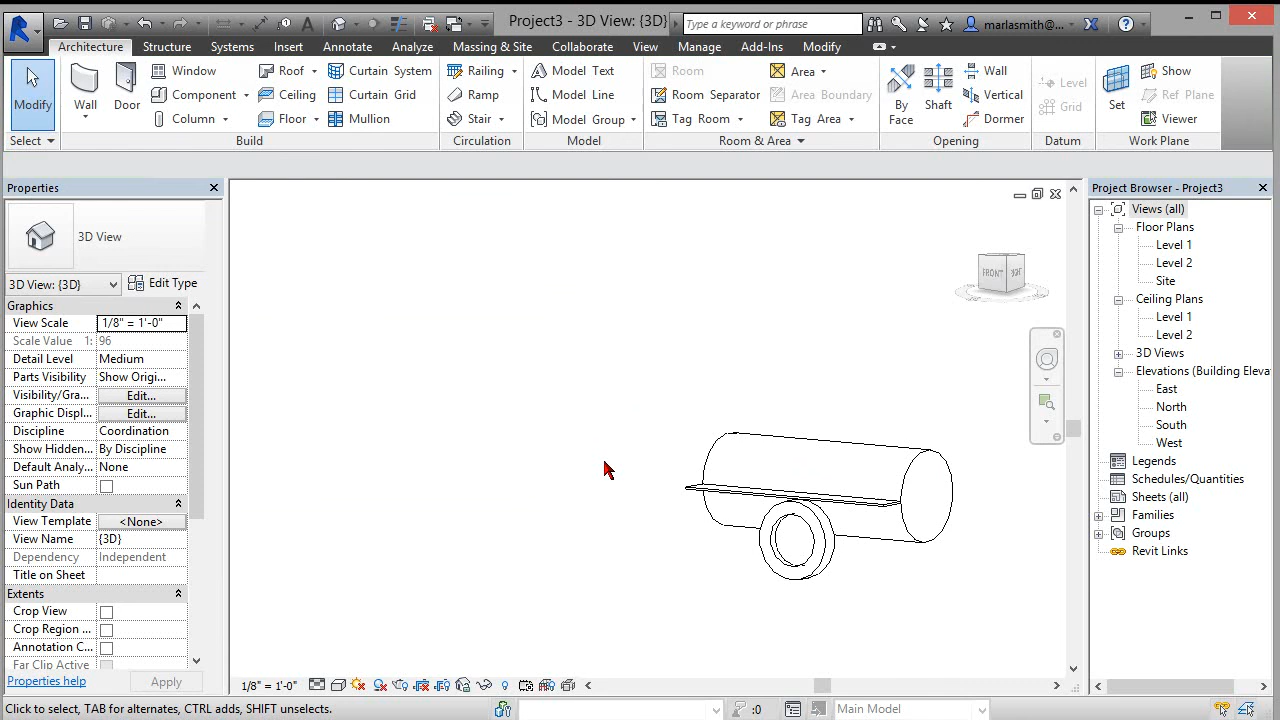 Project3 - 3D View: {3D}
Type a keyword or phrase
marlasmith@...
Architecture Structure Systems Insert Annotate Analyze Massing & Site Collaborate View Manage Add-Ins Modify
Modify
Wall
Door
Window
Component
Column
Roof
Ceiling
Floor
Curtain System
Curtain Grid
Mullion
Railing
Ramp
Stair
Model Text
Model Line
Model Group
Room
Room Separator
Tag Room
Area
Area Boundary
Tag Area
By Face
Shaft
Wall
Vertical
Dormer
Level
Grid
Set
Show
Ref Plane
Viewer
Select Build Circulation Model Room & Area Opening Datum Work Plane
Properties
3D View
3D View: {3D} Edit Type
Graphics
View Scale 1/8" = 1'-0"
Scale Value 1: 96
Detail Level Medium
Parts Visibility Show Origi...
Visibility/Gra... Edit...
Graphic Displ... Edit...
Discipline Coordination
Show Hidden... By Discipline
Default Analy... None
Sun Path
Identity Data
View Template <None>
View Name {3D}
Dependency Independent
Title on Sheet
Extents
Crop View
Crop Region ...
Annotation C...
Far Clip Active
Properties help Apply
FRONT
1/8" = 1'-0"
Project Browser - Project3
Views (all)
Floor Plans
Level 1
Level 2
Site
Ceiling Plans
Level 1
Level 2
3D Views
Elevations (Building Eleva
East
North
South
West
Legends
Schedules/Quantities
Sheets (all)
Families
Groups
Revit Links
Click to select, TAB for alternates, CTRL adds, SHIFT unselects.
:0
Main Model